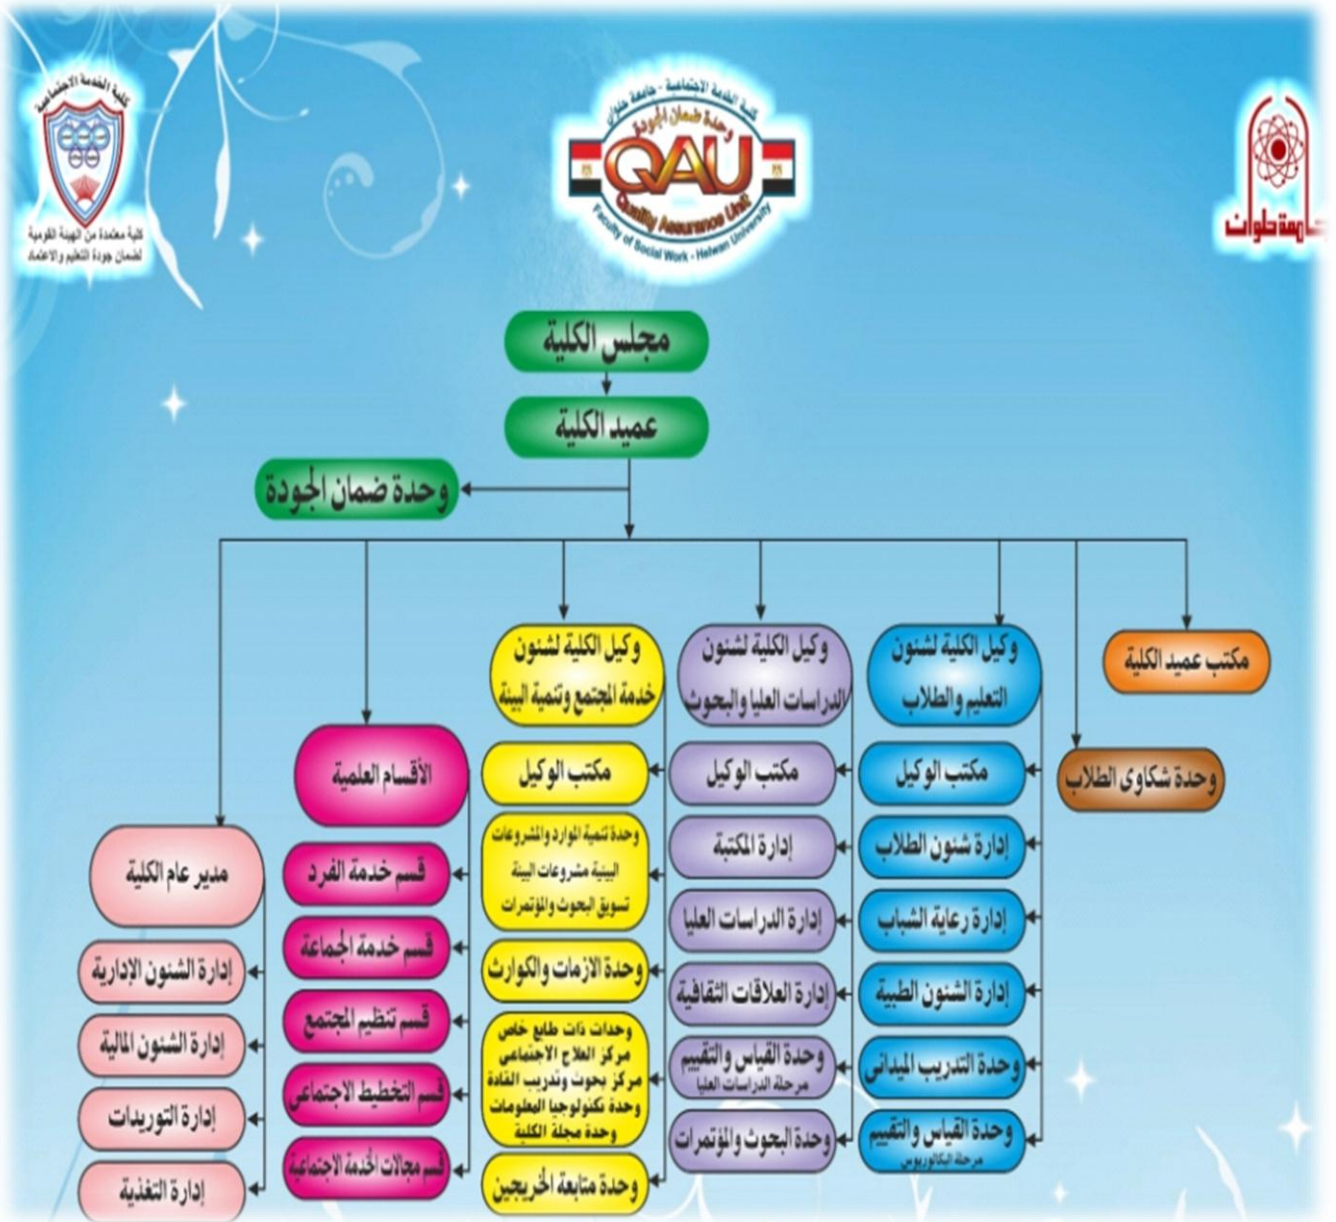 جامعة حلوان
كلية الخدمة الاجتماعية - جامعة حلوان
وحدة ضمان الجودة
QAU
Quality Assurance Unit
Faculty of Social Work - Helwan University
كلية الخدمة الاجتماعية
كلية معتمدة من الهيئة القومية
لضمان جودة التعليم والاعتماد
مجلس الكلية
عميد الكلية
وحدة ضمان الجودة
مكتب عميد الكلية
وحدة شكاوى الطلاب
وكيل الكلية لشئون
التعليم والطلاب
مكتب الوكيل
إدارة شئون الطلاب
إدارة رعاية الشباب
إدارة الشئون الطبية
وحدة التدريب الميدانى
وحدة القياس والتقييم
مرحلة البكالوريوس
وكيل الكلية لشئون
الدراسات العليا والبحوث
مكتب الوكيل
إدارة المكتبة
إدارة الدراسات العليا
إدارة العلاقات الثقافية
وحدة القياس والتقييم
مرحلة الدراسات العليا
وحدة البحوث والمؤتمرات
وكيل الكلية لشئون
خدمة المجتمع وتنمية البيئة
مكتب الوكيل
وحدة تنمية الموارد والمشروعات
البيئية مشروعات البيئة
تسويق البحوث والمؤتمرات
وحدة الازمات والكوارث
وحدات ذات طابع خاص
مركز العلاج الاجتماعى
مركز بحوث وتدريب القادة
وحدة تكنولوجيا المعلومات
وحدة مجلة الكلية
وحدة متابعة الخريجين
الأقسام العلمية
قسم خدمة الفرد
قسم خدمة الجماعة
قسم تنظيم المجتمع
قسم التخطيط الاجتماعى
قسم مجالات الخدمة الاجتماعية
مدير عام الكلية
إدارة الشئون الإدارية
إدارة الشئون المالية
إدارة التوريدات
إدارة التغذية